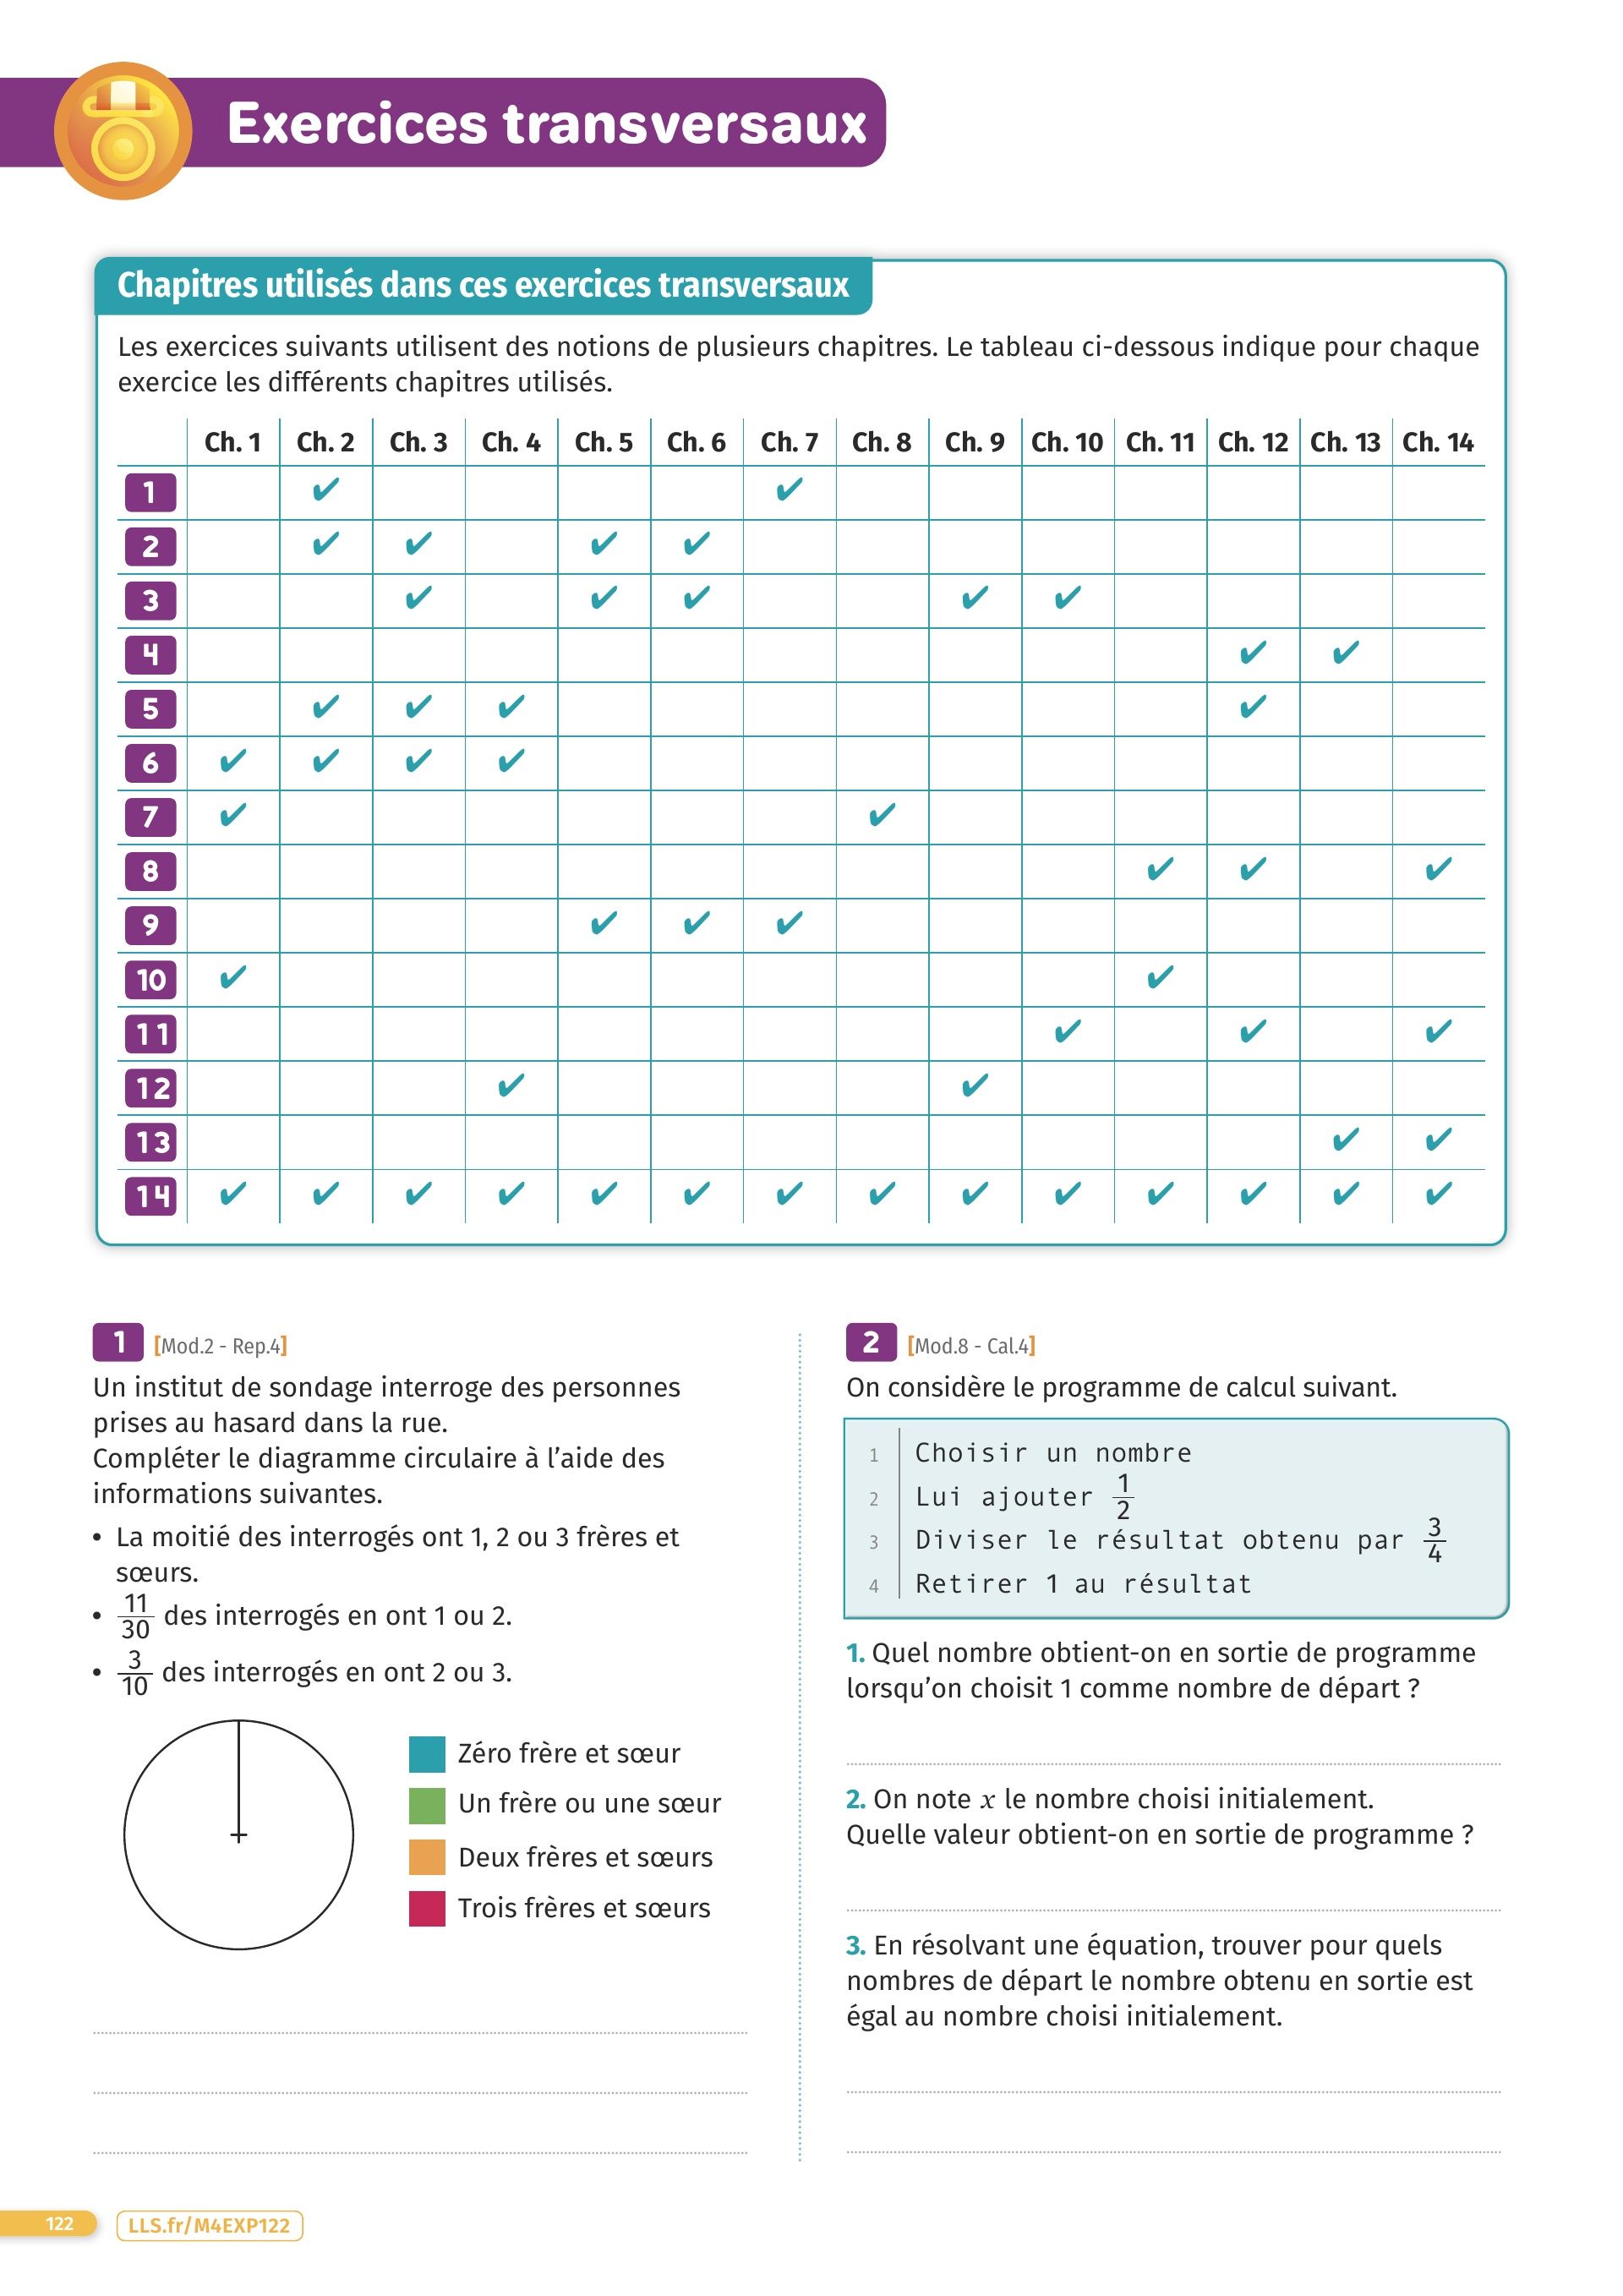 Exercices transversaux
Chapitres utilisés dans ces exercices transversaux
Les exercices suivants utilisent des notions de plusieurs chapitres. Le tableau ci-dessous indique pour chaque
exercice les différents chapitres utilisés.
Ch. 1 Ch. 2 Ch. 3 Ch. 4 Ch. 5 Ch. 6 Ch. 7 Ch. 8 Ch. 9 Ch. 10 Ch. 11 Ch. 12 Ch. 13 Ch. 14
1 ✔ ✔
2 ✔ ✔ ✔ ✔
3 ✔ ✔ ✔ ✔ ✔
4 ✔ ✔
5 ✔ ✔ ✔ ✔
6 ✔ ✔ ✔ ✔
7 ✔ ✔
8 ✔ ✔ ✔
9 ✔ ✔ ✔
10 ✔ ✔
11 ✔ ✔ ✔
12 ✔ ✔
13 ✔ ✔
14 ✔ ✔ ✔ ✔ ✔ ✔ ✔ ✔ ✔ ✔ ✔ ✔ ✔ ✔
1 [Mod.2 - Rep.4]
Un institut de sondage interroge des personnes
prises au hasard dans la rue.
Compléter le diagramme circulaire à l’aide des
informations suivantes.
• La moitié des interrogés ont 1, 2 ou 3 frères et
sœurs.
• 11/30 des interrogés en ont 1 ou 2.
• 3/10 des interrogés en ont 2 ou 3.
Zéro frère et sœur
Un frère ou une sœur
Deux frères et sœurs
Trois frères et sœurs
2 [Mod.8 - Cal.4]
On considère le programme de calcul suivant.
1 Choisir un nombre
2 Lui ajouter 1/2
3 Diviser le résultat obtenu par 3/4
4 Retirer 1 au résultat
1. Quel nombre obtient-on en sortie de programme
lorsqu’on choisit 1 comme nombre de départ ?
2. On note x le nombre choisi initialement.
Quelle valeur obtient-on en sortie de programme ?
3. En résolvant une équation, trouver pour quels
nombres de départ le nombre obtenu en sortie est
égal au nombre choisi initialement.
122
LLS.fr/M4EXP122